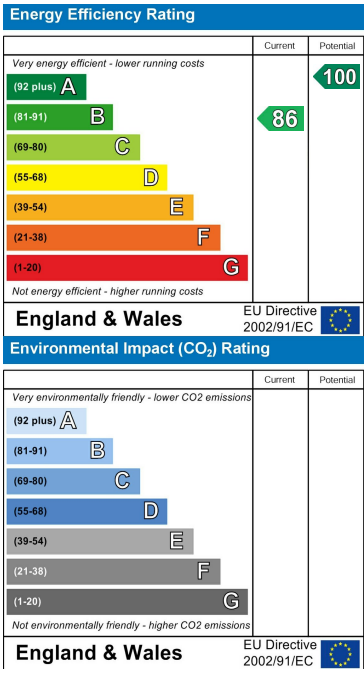 Energy Efficiency Rating
Current Potential
Very energy efficient - lower running costs
(92 plus) A
100
(81-91) B
86
(69-80) C
(55-68) D
(39-54) E
(21-38) F
(1-20) G
Not energy efficient - higher running costs
England & Wales
EU Directive
2002/91/EC
Environmental Impact (CO₂) Rating
Current Potential
Very environmentally friendly - lower CO2 emissions
(92 plus) A
(81-91) B
(69-80) C
(55-68) D
(39-54) E
(21-38) F
(1-20) G
Not environmentally friendly - higher CO2 emissions
England & Wales
EU Directive
2002/91/EC